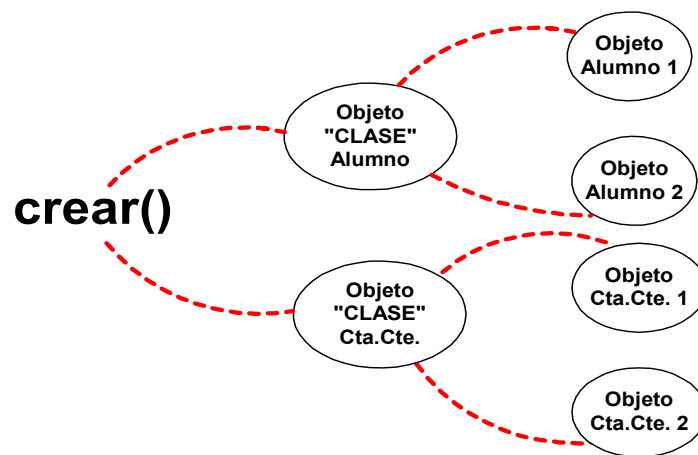 crear()
Objeto
"CLASE"
Alumno
Objeto
Alumno 1
Objeto
Alumno 2
Objeto
"CLASE"
Cta.Cte.
Objeto
Cta.Cte. 1
Objeto
Cta.Cte. 2